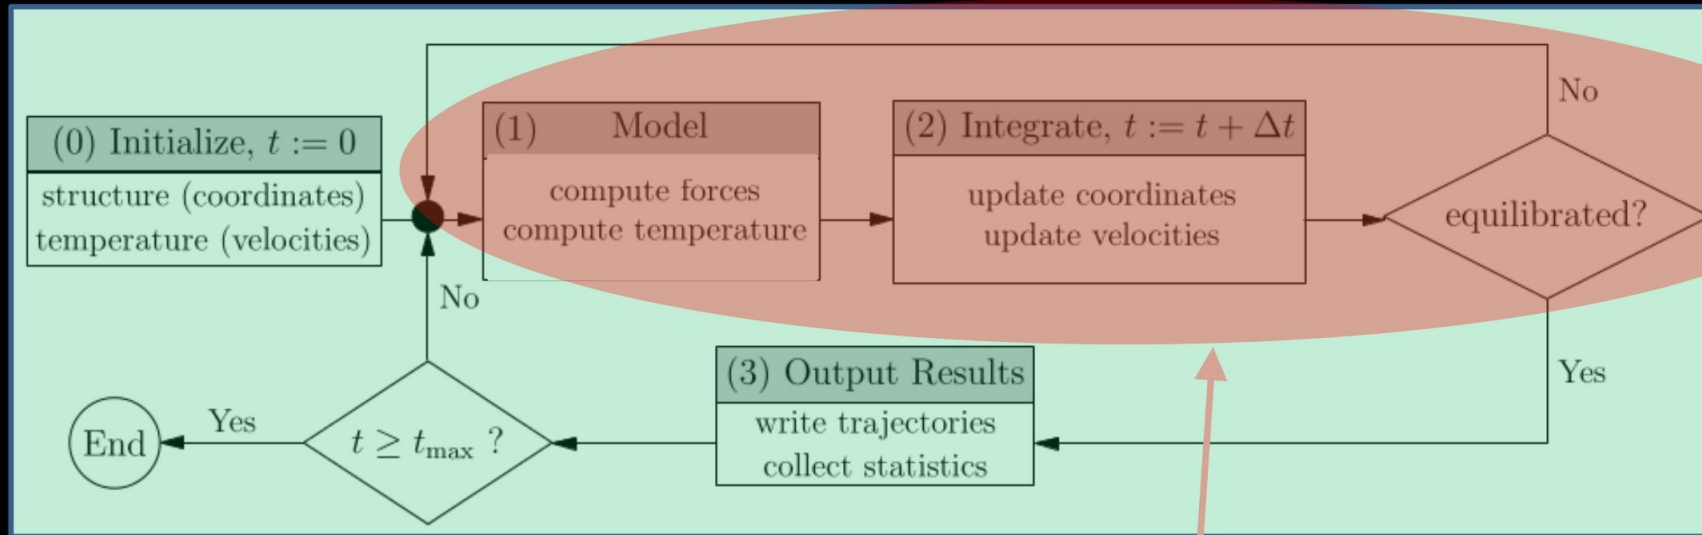 (0) Initialize, t := 0
structure (coordinates)
temperature (velocities)
(1) Model
compute forces
compute temperature
(2) Integrate, t := t + Δt
update coordinates
update velocities
equilibrated?
No
Yes
(3) Output Results
write trajectories
collect statistics
t ≥ tmax ?
No
Yes
End